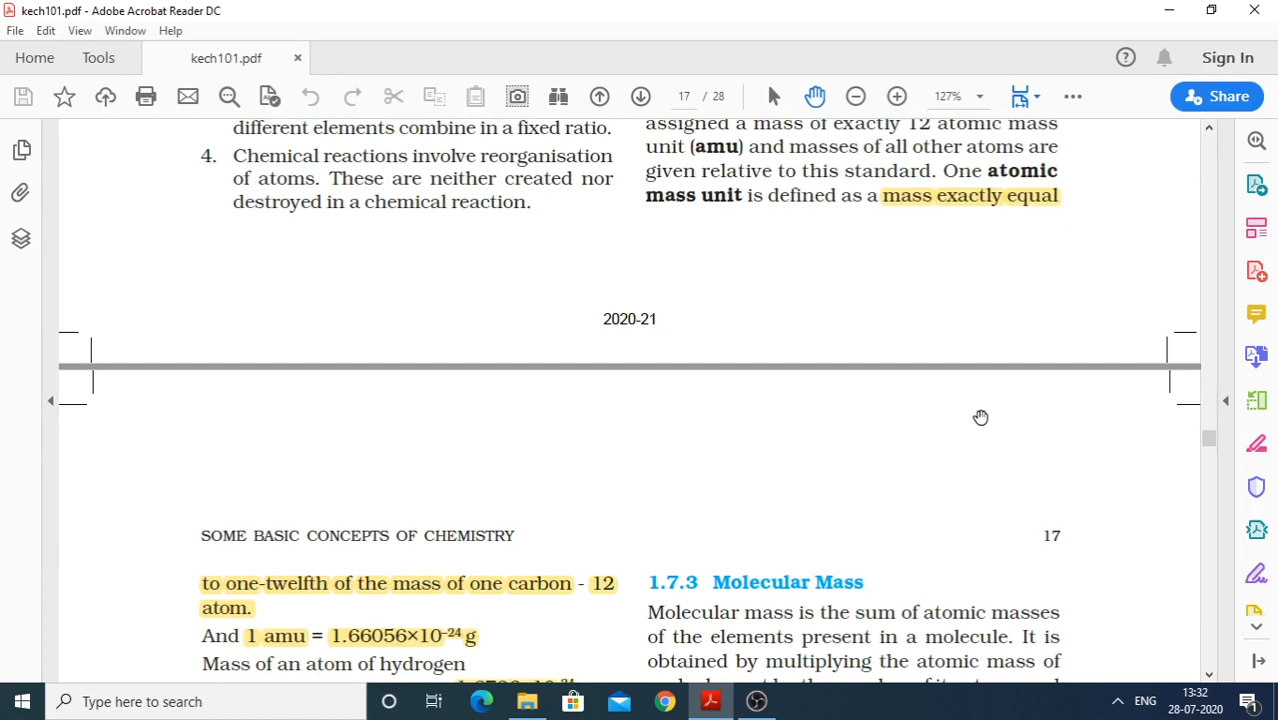 kech101.pdf - Adobe Acrobat Reader DC
File Edit View Window Help
Home Tools kech101.pdf × Sign In
17 / 28 127% Share
different elements combine in a fixed ratio.
4. Chemical reactions involve reorganisation
of atoms. These are neither created nor
destroyed in a chemical reaction.
assigned a mass of exactly 12 atomic mass
unit (amu) and masses of all other atoms are
given relative to this standard. One atomic
mass unit is defined as a mass exactly equal
2020-21
SOME BASIC CONCEPTS OF CHEMISTRY 17
to one-twelfth of the mass of one carbon - 12
atom.
And 1 amu = 1.66056×10⁻²⁴ g
Mass of an atom of hydrogen
1.7.3 Molecular Mass
Molecular mass is the sum of atomic masses
of the elements present in a molecule. It is
obtained by multiplying the atomic mass of
Type here to search
ENG 13:32
28-07-2020
1